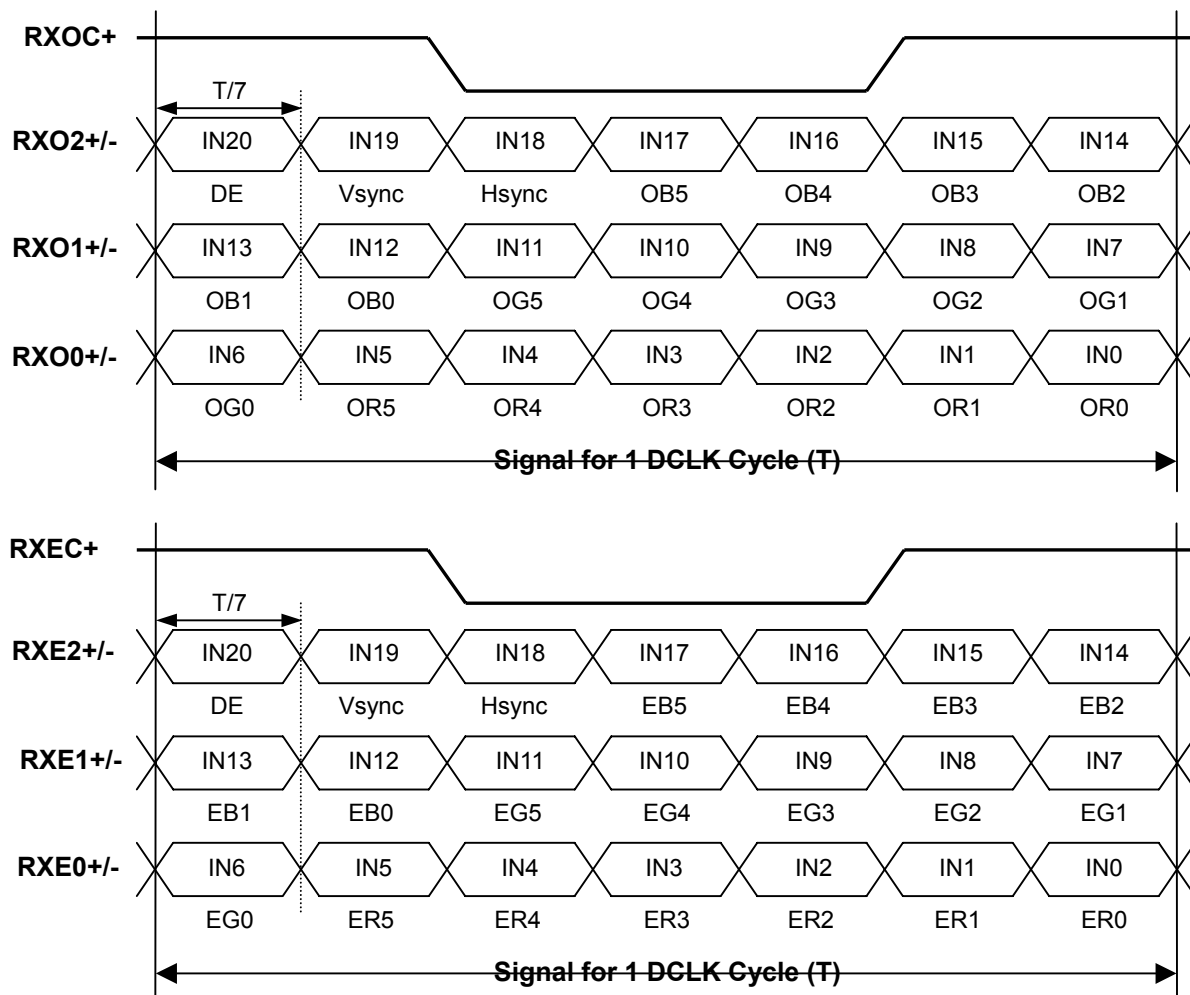 RXOC+
T/7
RXO2+/- IN20 IN19 IN18 IN17 IN16 IN15 IN14
DE Vsync Hsync OB5 OB4 OB3 OB2
RXO1+/- IN13 IN12 IN11 IN10 IN9 IN8 IN7
OB1 OB0 OG5 OG4 OG3 OG2 OG1
RXO0+/- IN6 IN5 IN4 IN3 IN2 IN1 IN0
OG0 OR5 OR4 OR3 OR2 OR1 OR0
Signal for 1 DCLK Cycle (T)
RXEC+
T/7
RXE2+/- IN20 IN19 IN18 IN17 IN16 IN15 IN14
DE Vsync Hsync EB5 EB4 EB3 EB2
RXE1+/- IN13 IN12 IN11 IN10 IN9 IN8 IN7
EB1 EB0 EG5 EG4 EG3 EG2 EG1
RXE0+/- IN6 IN5 IN4 IN3 IN2 IN1 IN0
EG0 ER5 ER4 ER3 ER2 ER1 ER0
Signal for 1 DCLK Cycle (T)